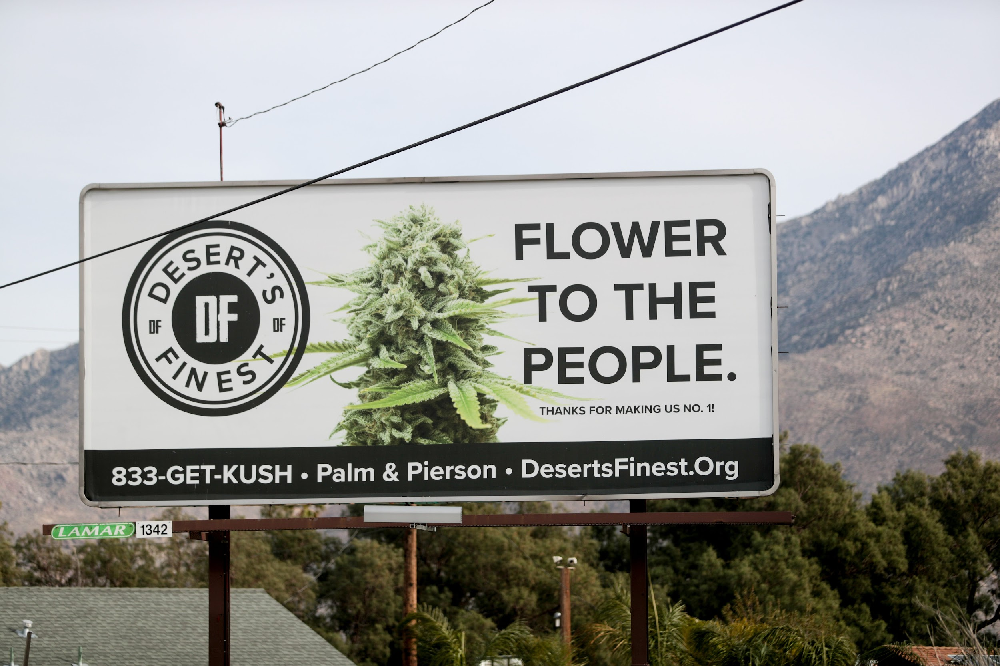 DESERT'S
DF
DF
DF
FINEST
FLOWER
TO THE
PEOPLE.
THANKS FOR MAKING US NO. 1!
833-GET-KUSH • Palm & Pierson • DesertsFinest.Org
LAMAR 1342